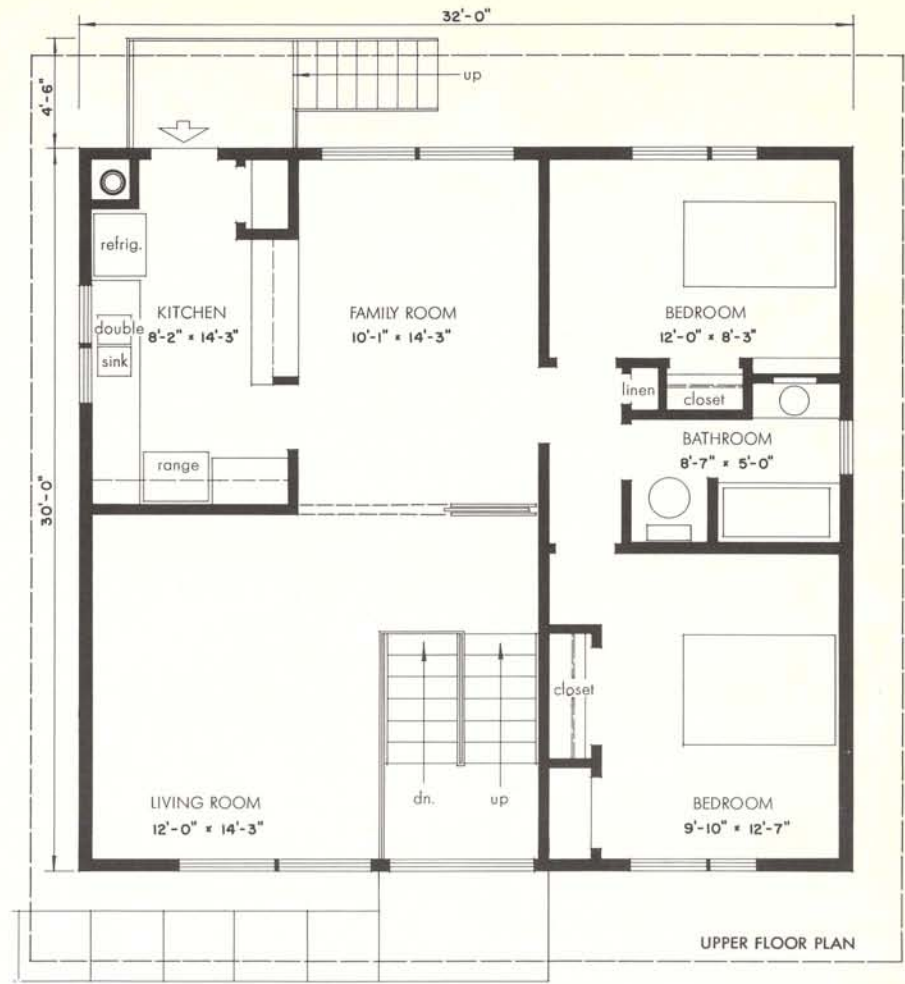 32'-0"
4'-6"
up
refrig.
KITCHEN
8'-2" x 14'-3"
double
sink
FAMILY ROOM
10'-1" x 14'-3"
BEDROOM
12'-0" x 8'-3"
linen
closet
BATHROOM
8'-7" x 5'-0"
range
30'-0"
closet
LIVING ROOM
12'-0" x 14'-3"
dn.
up
BEDROOM
9'-10" x 12'-7"
UPPER FLOOR PLAN